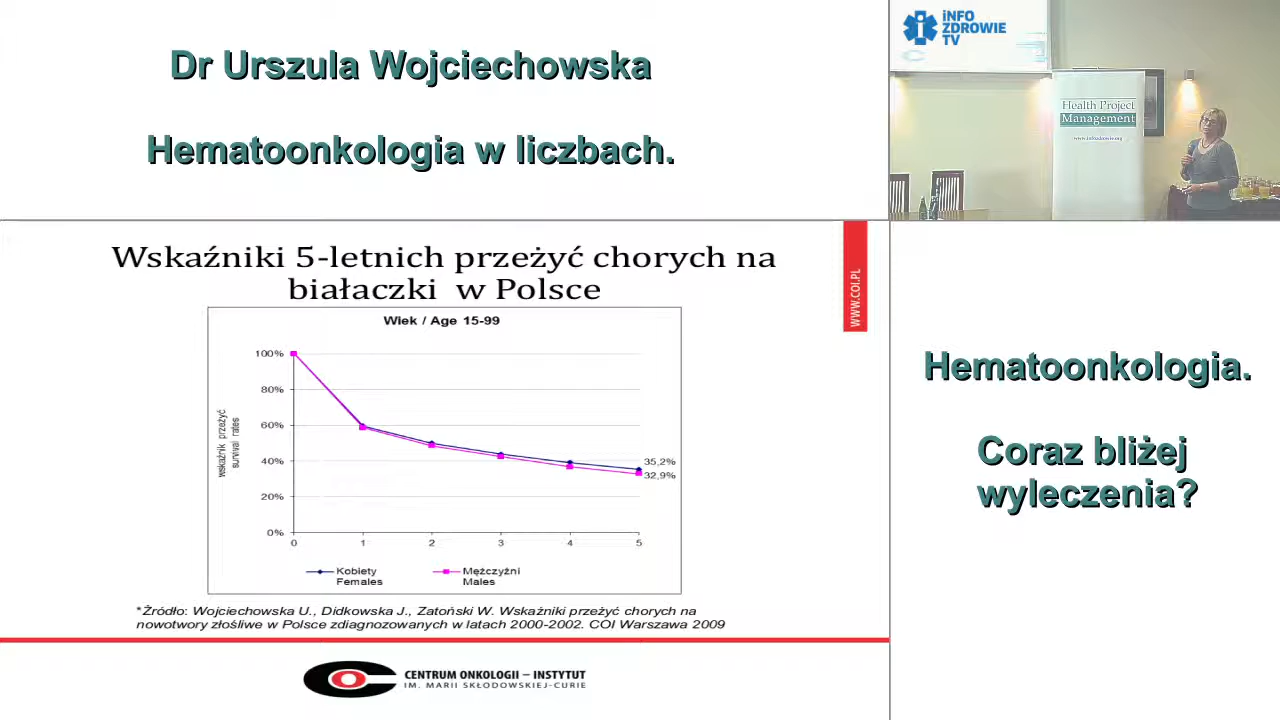 Dr Urszula Wojciechowska
Hematoonkologia w liczbach.
iNFO
ZDROWIE
TV
Health Project
Management
www.infozdrowie.org
Wskaźniki 5-letnich przeżyć chorych na
białaczki w Polsce
WWW.COI.PL
Wiek / Age 15-99
wskaźnik przeżyć
survival rates
100%
80%
60%
40%
20%
0%
35,2%
32,9%
0 1 2 3 4 5
Kobiety
Females
Mężczyźni
Males
*Źródło: Wojciechowska U., Didkowska J., Zatoński W. Wskaźniki przeżyć chorych na
nowotwory złośliwe w Polsce zdiagnozowanych w latach 2000-2002. COI Warszawa 2009
CENTRUM ONKOLOGII – INSTYTUT
IM. MARII SKŁODOWSKIEJ-CURIE
Hematoonkologia.
Coraz bliżej
wyleczenia?